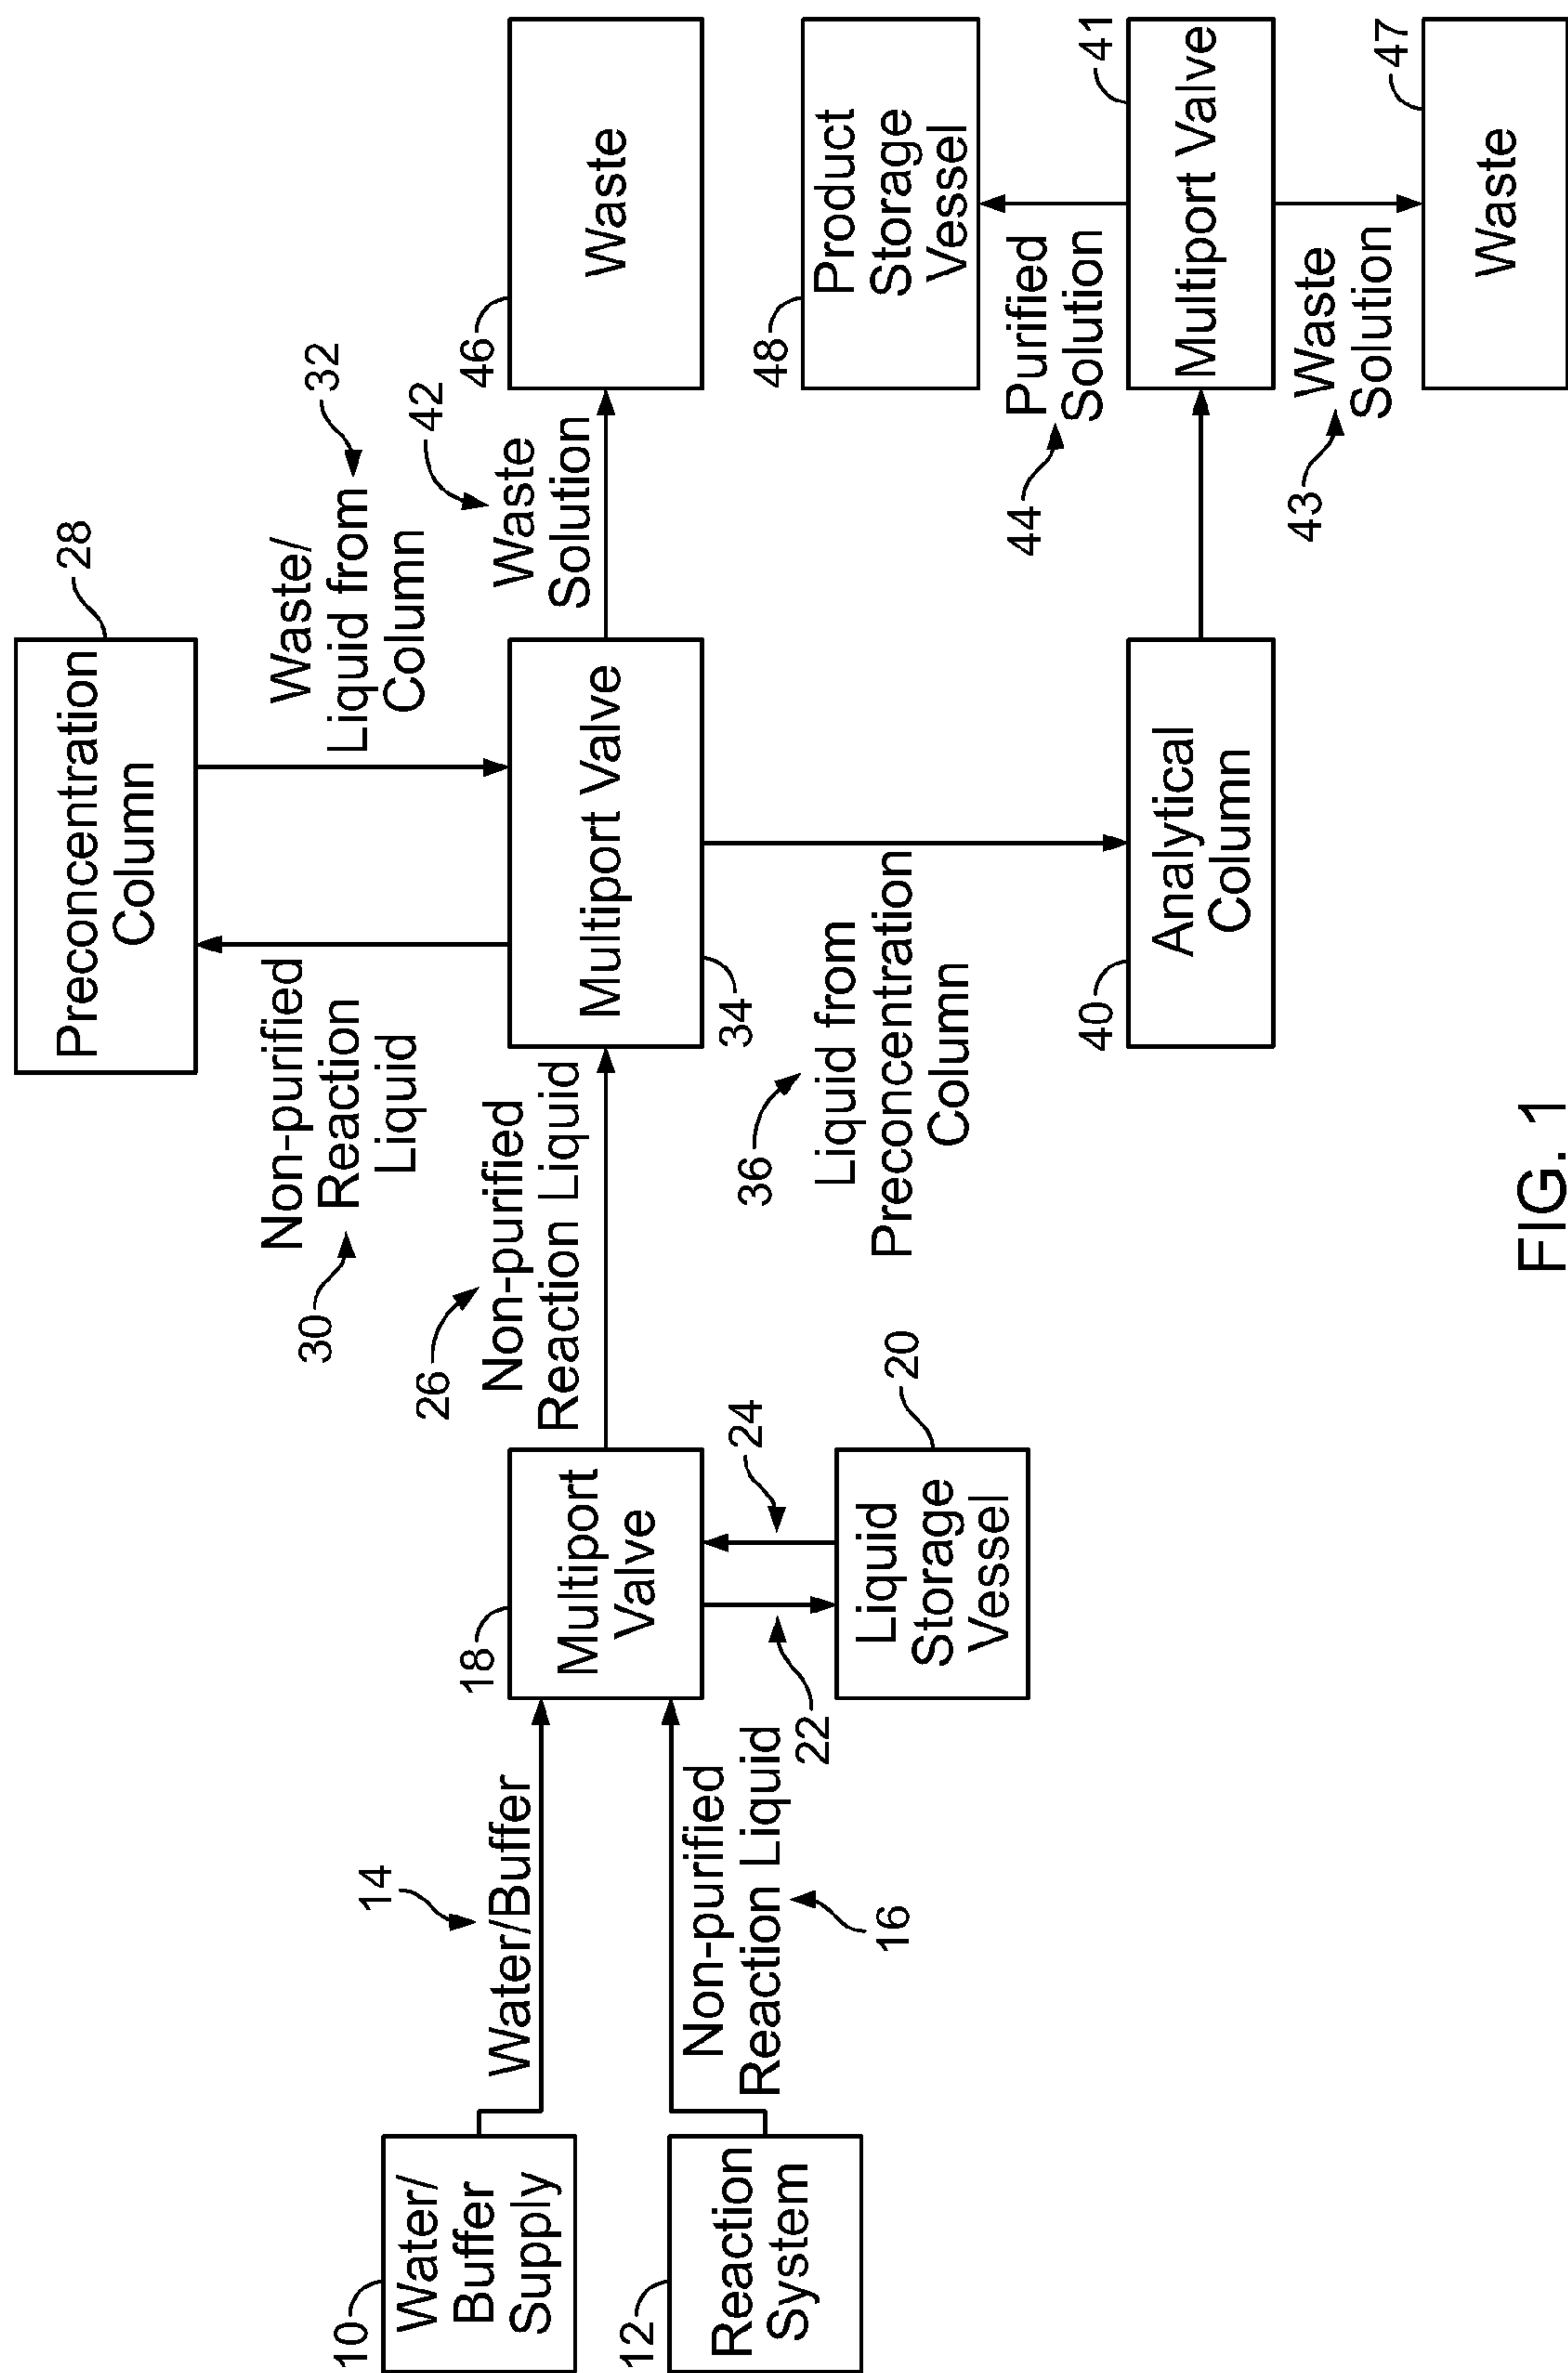 10
Water/
Buffer
Supply
12
Reaction
System
14
Water/Buffer
Non-purified
Reaction Liquid
16
18
Multiport
Valve
22
24
20
Liquid
Storage
Vessel
26
Non-purified
Reaction Liquid
30
Non-purified
Reaction
Liquid
28
Preconcentration
Column
32
Waste/
Liquid from
Column
Multiport Valve
34
36
Liquid from
Preconcentration
Column
40
Analytical
Column
42
Waste
Solution
46
Waste
48
Product
Storage
Vessel
44
Purified
Solution
41
Multiport Valve
43
Waste
Solution
47
Waste
FIG. 1